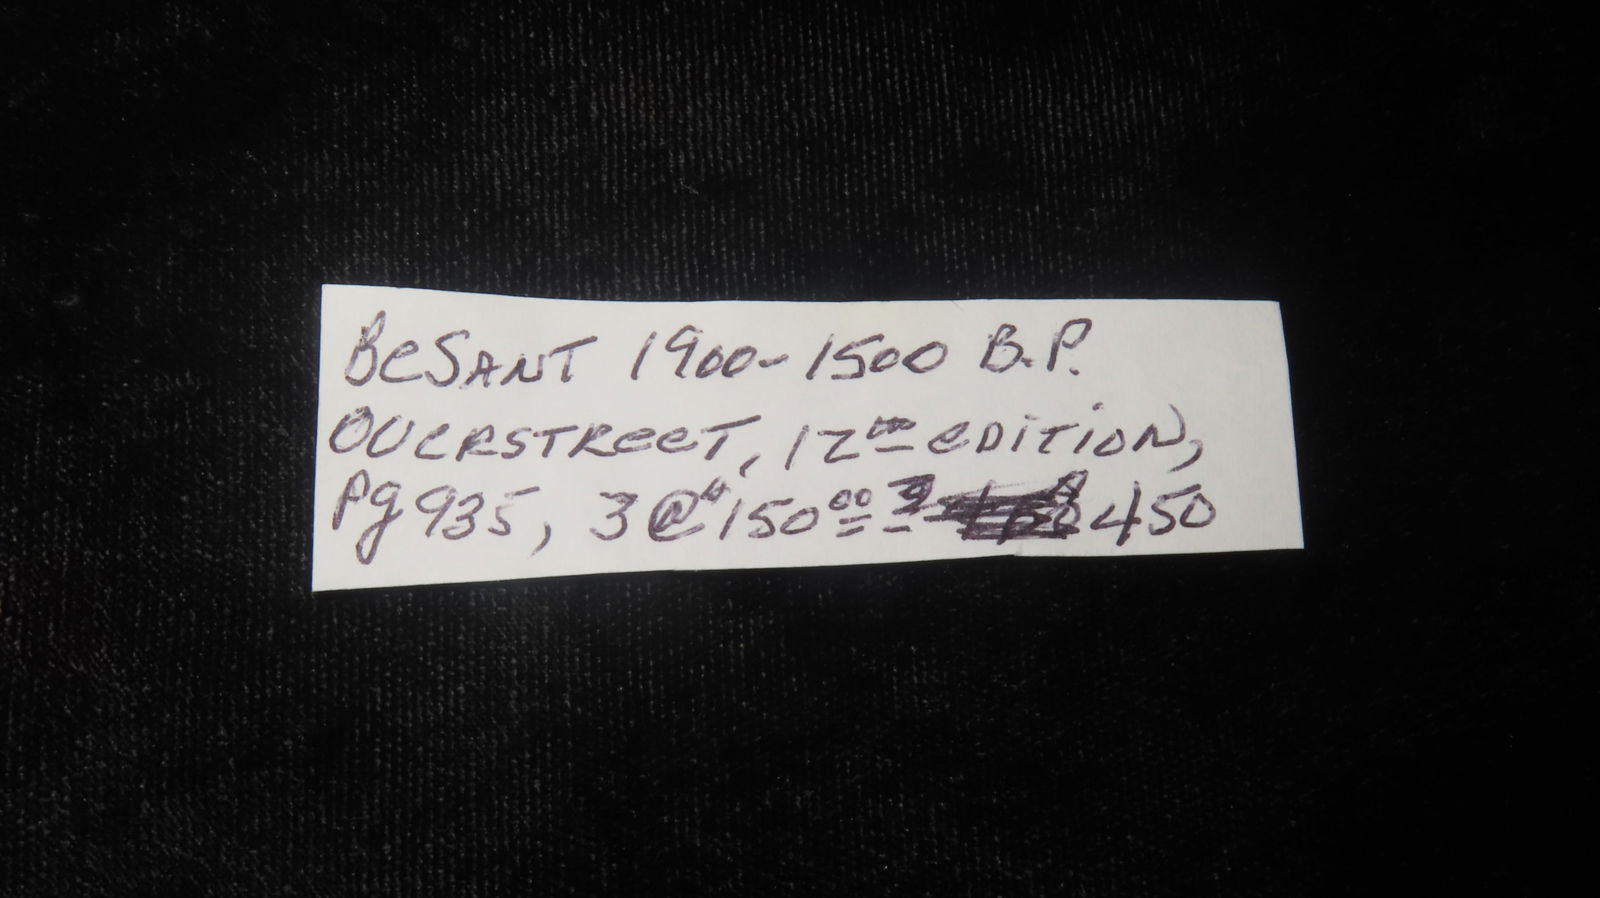 BeSANT 1900-1500 B.P.
OVERSTREET, 12th eDITION,
Pg 935, 3 @ 150.00 450